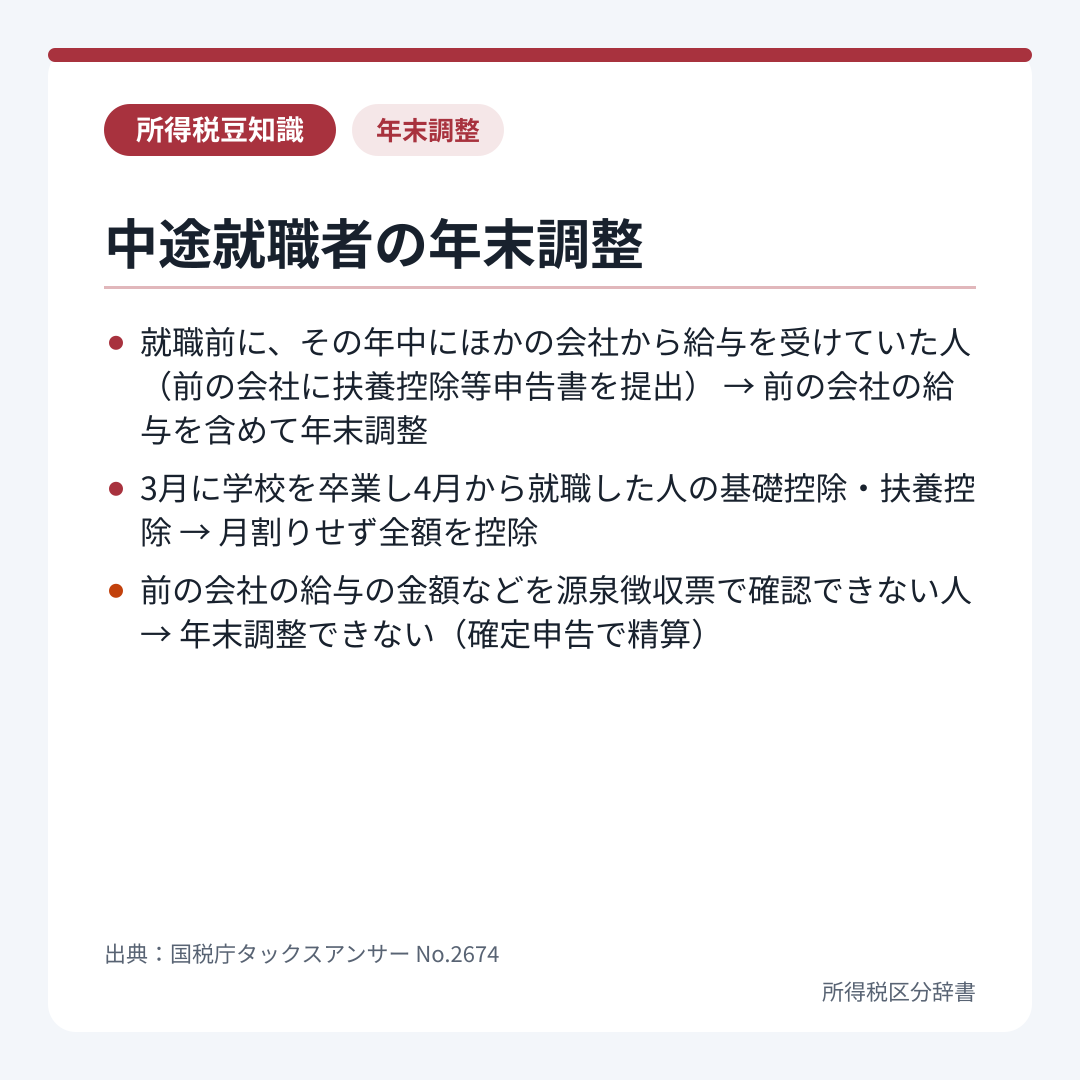 所得税豆知識 年末調整
中途就職者の年末調整
・就職前に、その年中にほかの会社から給与を受けていた人
（前の会社に扶養控除等申告書を提出） → 前の会社の給
与を含めて年末調整
・3月に学校を卒業し4月から就職した人の基礎控除・扶養控
除 → 月割りせず全額を控除
・前の会社の給与の金額などを源泉徴収票で確認できない人
→ 年末調整できない（確定申告で精算）
出典：国税庁タックスアンサー No.2674
所得税区分辞書